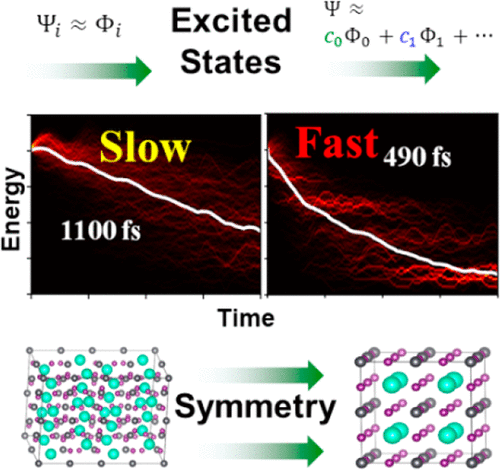 Ψᵢ ≈ Φᵢ
Excited
States
Ψ ≈
c₀Φ₀ + c₁Φ₁ + ⋯
Energy
Slow
1100 fs
Fast
490 fs
Time
Symmetry